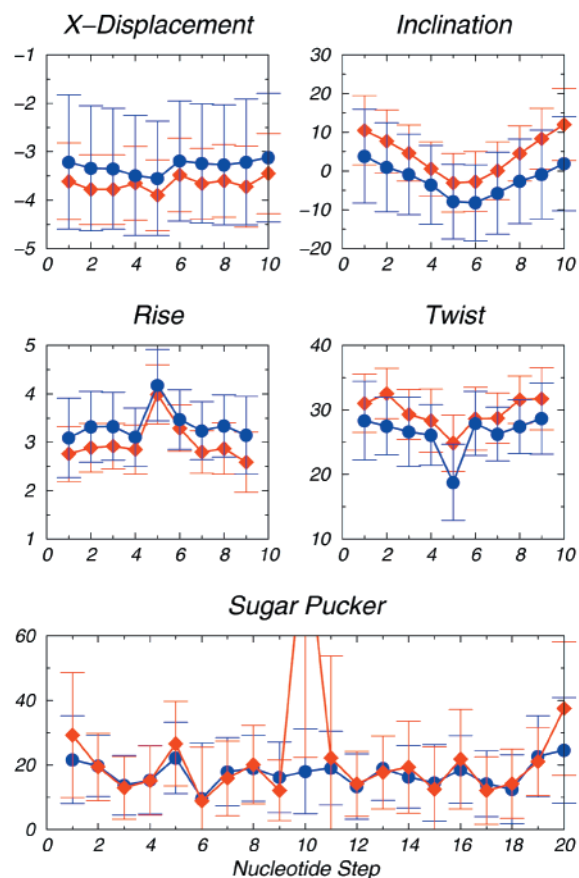 X-Displacement Inclination
-1 30
-2 20
10
-3 0
-4 -10
-5 -20
0 2 4 6 8 10 0 2 4 6 8 10
Rise Twist
5 40
4 30
3
2 20
1 10
0 2 4 6 8 10 0 2 4 6 8 10
Sugar Pucker
60
40
20
0
0 2 4 6 8 10 12 14 16 18 20
Nucleotide Step